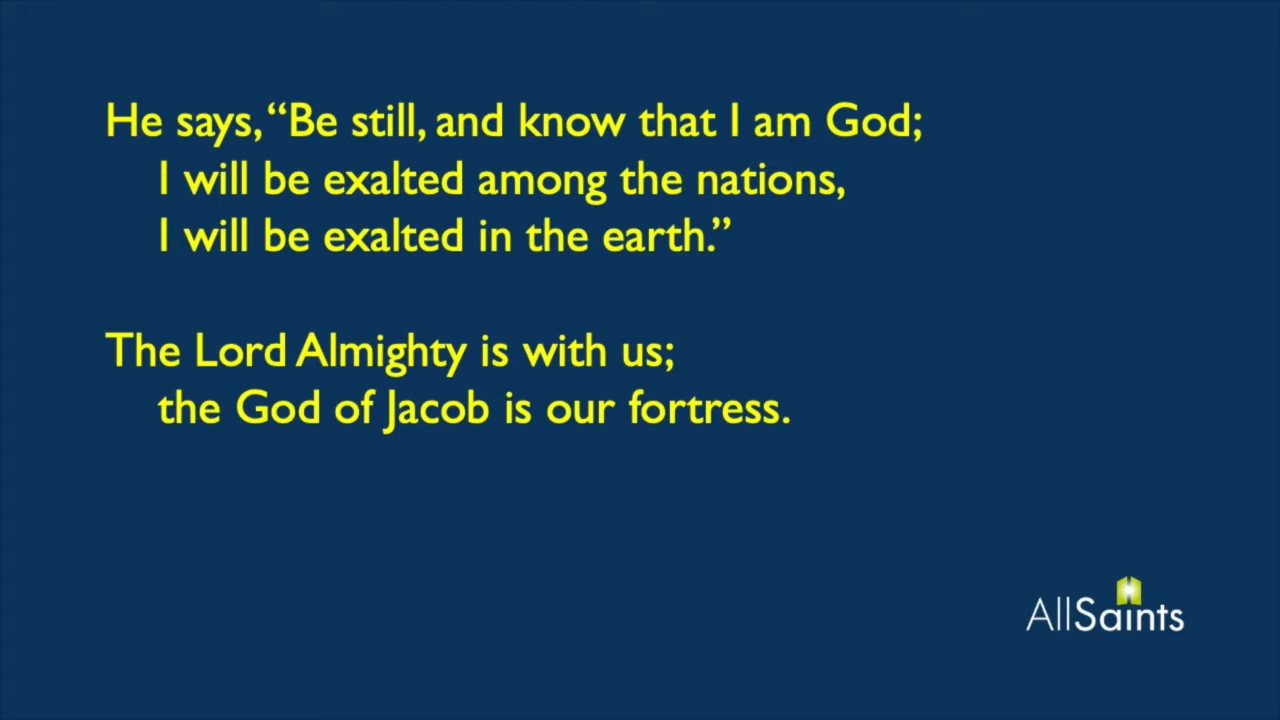 He says, “Be still, and know that I am God;
I will be exalted among the nations,
I will be exalted in the earth.”
The Lord Almighty is with us;
the God of Jacob is our fortress.
AllSaints